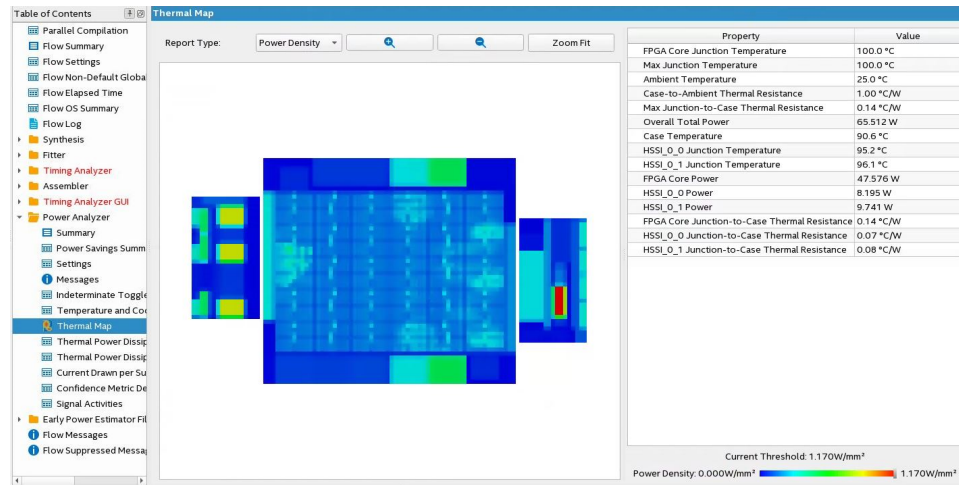 Table of Contents
Parallel Compilation
Flow Summary
Flow Settings
Flow Non-Default Globa
Flow Elapsed Time
Flow OS Summary
Flow Log
Synthesis
Fitter
Timing Analyzer
Assembler
Timing Analyzer GUI
Power Analyzer
Summary
Power Savings Summ
Settings
Messages
Indeterminate Toggle
Temperature and Coo
Thermal Map
Thermal Power Dissip
Thermal Power Dissip
Current Drawn per Su
Confidence Metric De
Signal Activities
Early Power Estimator Fil
Flow Messages
Flow Suppressed Messa
Thermal Map
Report Type: Power Density Zoom Fit
Property Value
FPGA Core Junction Temperature 100.0 °C
Max Junction Temperature 100.0 °C
Ambient Temperature 25.0 °C
Case-to-Ambient Thermal Resistance 1.00 °C/W
Max Junction-to-Case Thermal Resistance 0.14 °C/W
Overall Total Power 65.512 W
Case Temperature 90.6 °C
HSSI_0_0 Junction Temperature 95.2 °C
HSSI_0_1 Junction Temperature 96.1 °C
FPGA Core Power 47.576 W
HSSI_0_0 Power 8.195 W
HSSI_0_1 Power 9.741 W
FPGA Core Junction-to-Case Thermal Resistance 0.14 °C/W
HSSI_0_0 Junction-to-Case Thermal Resistance 0.07 °C/W
HSSI_0_1 Junction-to-Case Thermal Resistance 0.08 °C/W
Current Threshold: 1.170W/mm²
Power Density: 0.000W/mm² 1.170W/mm²